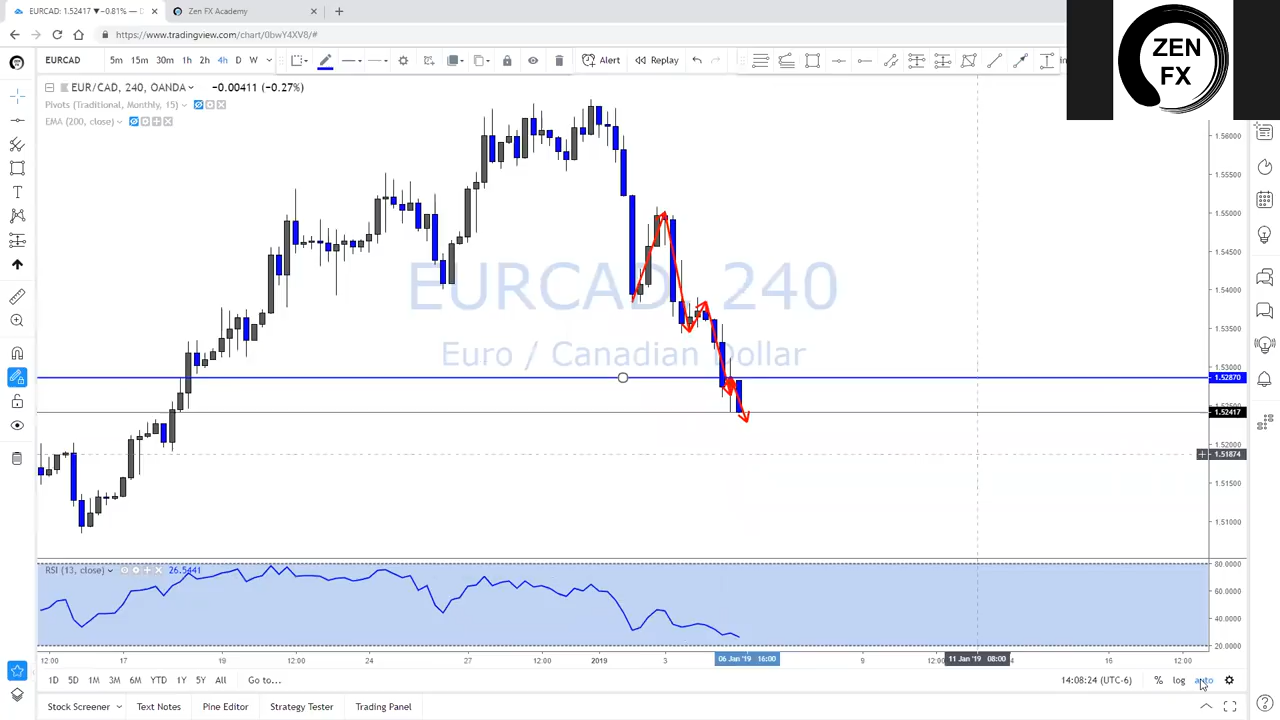 EURCAD: 1.52417 ▼−0.81% —
Zen FX Academy
https://www.tradingview.com/chart/0bwY4XV8/#
ZEN
FX
EURCAD 5m 15m 30m 1h 2h 4h D W Alert Replay
EUR/CAD, 240, OANDA −0.00411 (−0.27%)
Pivots (Traditional, Monthly, 15)
EMA (200, close)
EURCAD, 240
Euro / Canadian Dollar
1.56000
1.55500
1.55000
1.54500
1.54000
1.53500
1.53000
1.52870
1.52417
1.52000
1.51874
1.51500
1.51000
RSI (13, close) 26.5441
80.0000
60.0000
40.0000
20.0000
12:00 17 19 12:00 24 27 12:00 2019 3 06 Jan '19 16:00 9 12:00 11 Jan '19 08:00 4 16 12:00
1D 5D 1M 3M 6M YTD 1Y 5Y All Go to... 14:08:24 (UTC-6) % log auto
Stock Screener Text Notes Pine Editor Strategy Tester Trading Panel